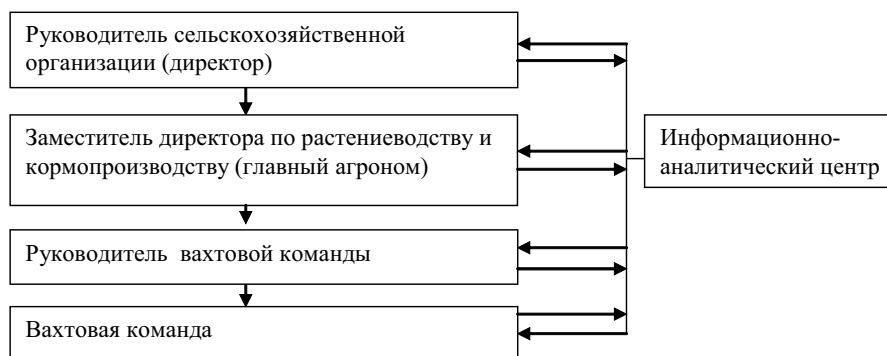 Руководитель сельскохозяйственной
организации (директор)
Заместитель директора по растениеводству и
кормопроизводству (главный агроном)
Информационно-
аналитический центр
Руководитель вахтовой команды
Вахтовая команда